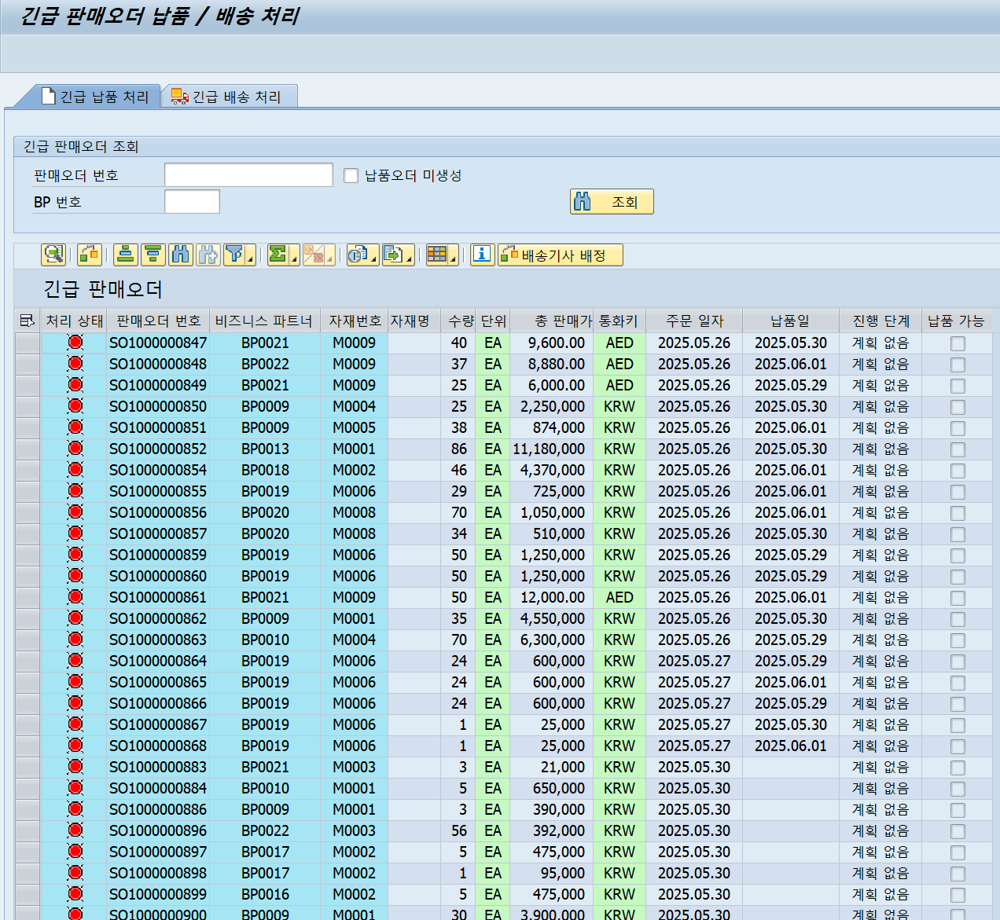 긴급 판매오더 납품 / 배송 처리
긴급 납품 처리 긴급 배송 처리
긴급 판매오더 조회
판매오더 번호 납품오더 미생성
BP 번호 조회
배송기사 배정
긴급 판매오더
처리 상태 판매오더 번호 비즈니스 파트너 자재번호 자재명 수량 단위 총 판매가 통화키 주문 일자 납품일 진행 단계 납품 가능
SO1000000847 BP0021 M0009 40 EA 9,600.00 AED 2025.05.26 2025.05.30 계획 없음
SO1000000848 BP0022 M0009 37 EA 8,880.00 AED 2025.05.26 2025.06.01 계획 없음
SO1000000849 BP0021 M0009 25 EA 6,000.00 AED 2025.05.26 2025.05.29 계획 없음
SO1000000850 BP0009 M0004 25 EA 2,250,000 KRW 2025.05.26 2025.05.30 계획 없음
SO1000000851 BP0009 M0005 38 EA 874,000 KRW 2025.05.26 2025.06.01 계획 없음
SO1000000852 BP0013 M0001 86 EA 11,180,000 KRW 2025.05.26 2025.05.30 계획 없음
SO1000000854 BP0018 M0002 46 EA 4,370,000 KRW 2025.05.26 2025.06.01 계획 없음
SO1000000855 BP0019 M0006 29 EA 725,000 KRW 2025.05.26 2025.06.01 계획 없음
SO1000000856 BP0020 M0008 70 EA 1,050,000 KRW 2025.05.26 2025.06.01 계획 없음
SO1000000857 BP0020 M0008 34 EA 510,000 KRW 2025.05.26 2025.05.30 계획 없음
SO1000000859 BP0019 M0006 50 EA 1,250,000 KRW 2025.05.26 2025.05.29 계획 없음
SO1000000860 BP0019 M0006 50 EA 1,250,000 KRW 2025.05.26 2025.05.29 계획 없음
SO1000000861 BP0021 M0009 50 EA 12,000.00 AED 2025.05.26 2025.05.29 계획 없음
SO1000000862 BP0009 M0001 35 EA 4,550,000 KRW 2025.05.26 2025.05.30 계획 없음
SO1000000863 BP0010 M0004 70 EA 6,300,000 KRW 2025.05.26 2025.05.29 계획 없음
SO1000000864 BP0019 M0006 24 EA 600,000 KRW 2025.05.27 2025.05.29 계획 없음
SO1000000865 BP0019 M0006 24 EA 600,000 KRW 2025.05.27 2025.06.01 계획 없음
SO1000000866 BP0019 M0006 24 EA 600,000 KRW 2025.05.27 2025.05.29 계획 없음
SO1000000867 BP0019 M0006 1 EA 25,000 KRW 2025.05.27 2025.05.30 계획 없음
SO1000000868 BP0019 M0006 1 EA 25,000 KRW 2025.05.27 2025.06.01 계획 없음
SO1000000883 BP0021 M0003 3 EA 21,000 KRW 2025.05.30 계획 없음
SO1000000884 BP0010 M0001 5 EA 650,000 KRW 2025.05.30 계획 없음
SO1000000886 BP0009 M0001 3 EA 390,000 KRW 2025.05.30 계획 없음
SO1000000896 BP0022 M0003 56 EA 392,000 KRW 2025.05.30 계획 없음
SO1000000897 BP0017 M0002 5 EA 475,000 KRW 2025.05.30 계획 없음
SO1000000898 BP0017 M0002 1 EA 95,000 KRW 2025.05.30 계획 없음
SO1000000899 BP0016 M0002 5 EA 475,000 KRW 2025.05.30 계획 없음
SO1000000900 BP0009 M0001 30 EA 3,900,000 KRW 2025.05.30 계획 없음